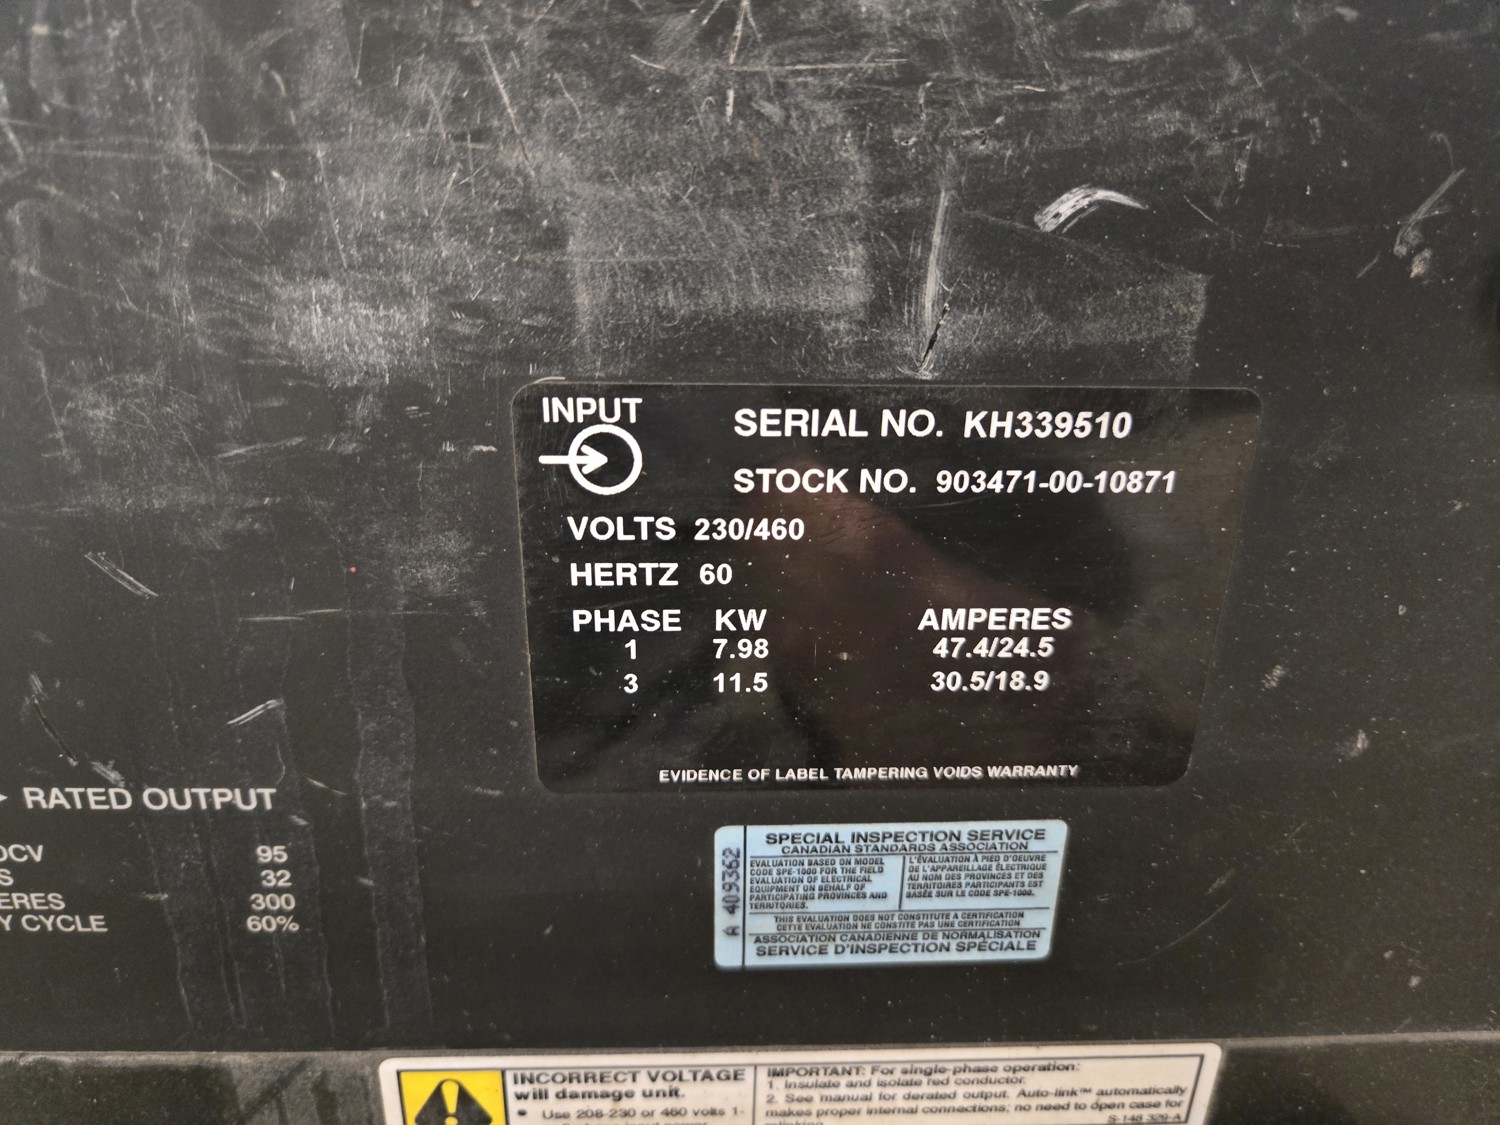 INPUT
SERIAL NO. KH339510
STOCK NO. 903471-00-10871
VOLTS 230/460
HERTZ 60
PHASE KW AMPERES
1 7.98 47.4/24.5
3 11.5 30.5/18.9
EVIDENCE OF LABEL TAMPERING VOIDS WARRANTY
RATED OUTPUT
OCV 95
S 32
ERES 300
Y CYCLE 60%
A 409362
SPECIAL INSPECTION SERVICE
CANADIAN STANDARDS ASSOCIATION
EVALUATION BASED ON MODEL
CODE SPE-1000 FOR THE FIELD
EVALUATION OF ELECTRICAL
EQUIPMENT ON BEHALF OF
PARTICIPATING PROVINCES AND
TERRITORIES.
L'ÉVALUATION À PIED D'OEUVRE
DE L'APPAREILLAGE ÉLECTRIQUE
AU NOM DES PROVINCES ET DES
TERRITOIRES PARTICIPANTS EST
BASÉE SUR LE CODE SPE-1000.
THIS EVALUATION DOES NOT CONSTITUTE A CERTIFICATION
CETTE EVALUATION NE CONSTITE PAS UNE CERTIFICATION
ASSOCIATION CANADIENNE DE NORMALISATION
SERVICE D'INSPECTION SPÉCIALE
INCORRECT VOLTAGE
will damage unit.
• Use 208-230 or 460 volts 1-
IMPORTANT: For single-phase operation:
1. Insulate and isolate red conductor.
2. See manual for derated output. Auto-link™ automatically
makes proper internal connections; no need to open case for
S-148 329-A